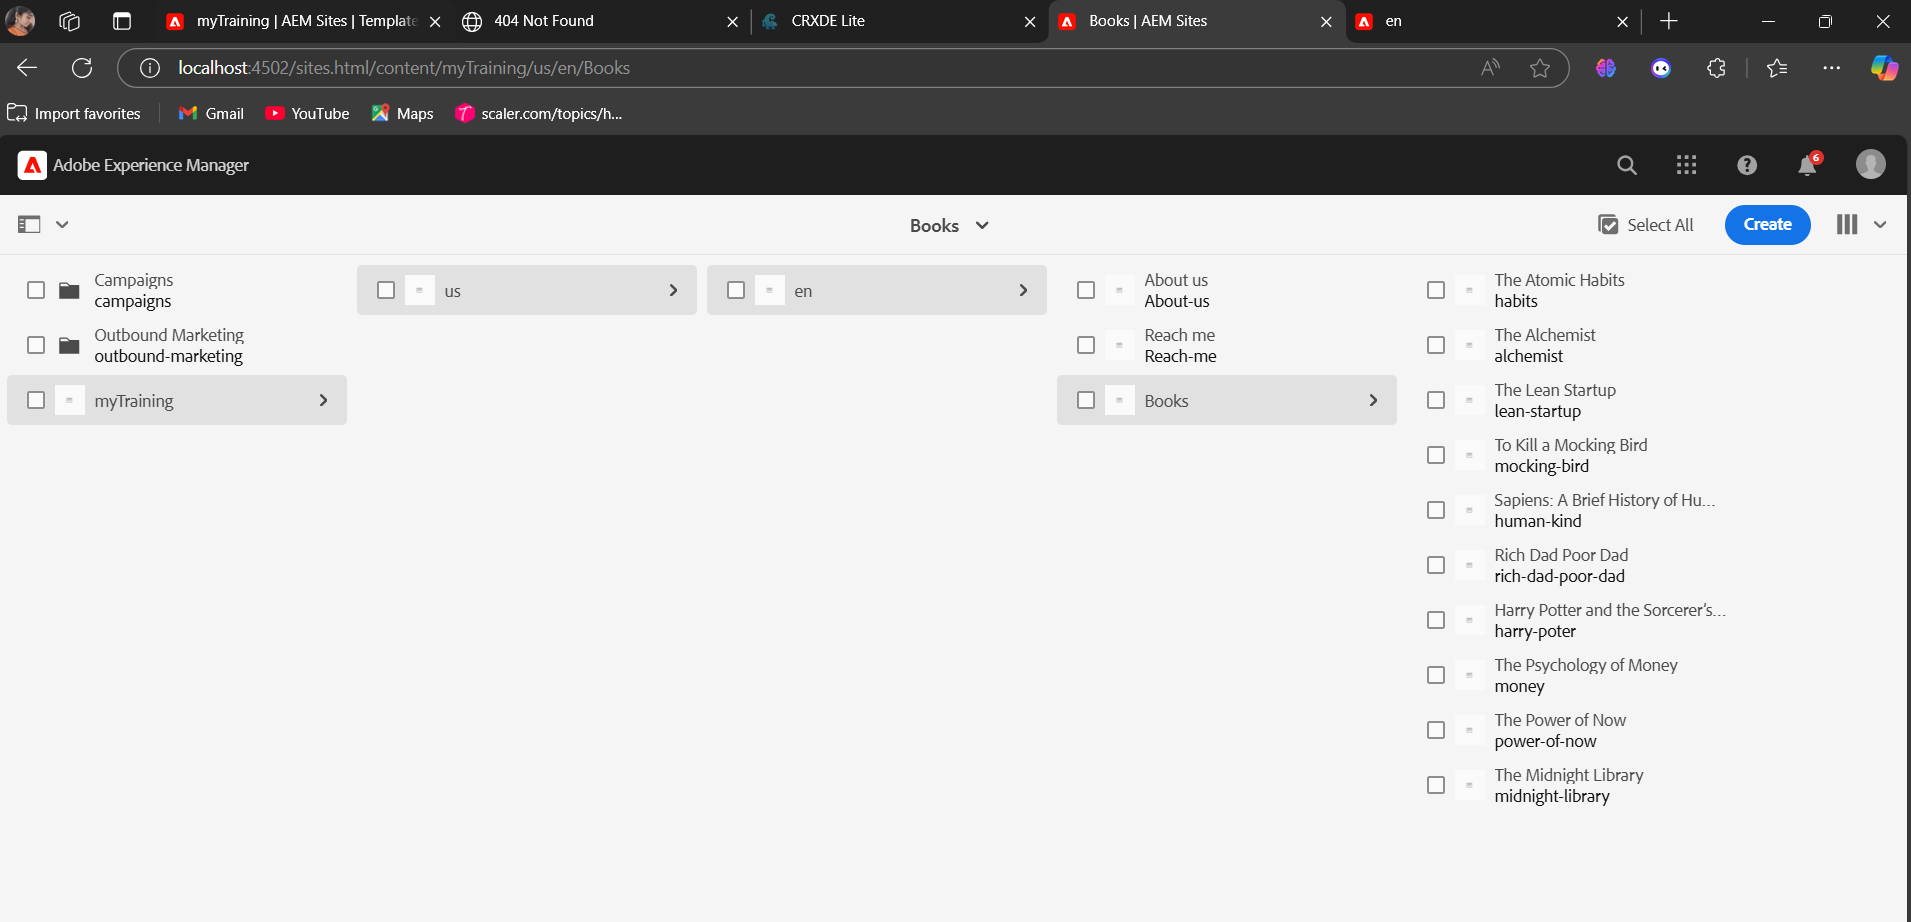 myTraining | AEM Sites | Template
404 Not Found
CRXDE Lite
Books | AEM Sites
en
localhost:4502/sites.html/content/myTraining/us/en/Books
Import favorites
Gmail
YouTube
Maps
scaler.com/topics/h...
Adobe Experience Manager
6
Books
Select All
Create
Campaigns
campaigns
Outbound Marketing
outbound-marketing
myTraining
us
en
About us
About-us
Reach me
Reach-me
Books
The Atomic Habits
habits
The Alchemist
alchemist
The Lean Startup
lean-startup
To Kill a Mocking Bird
mocking-bird
Sapiens: A Brief History of Hu...
human-kind
Rich Dad Poor Dad
rich-dad-poor-dad
Harry Potter and the Sorcerer's...
harry-poter
The Psychology of Money
money
The Power of Now
power-of-now
The Midnight Library
midnight-library